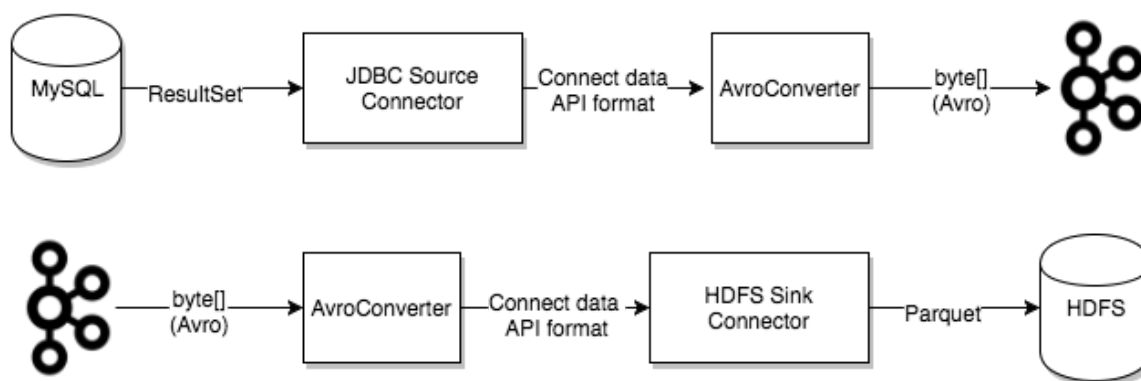 MySQL
ResultSet
JDBC Source
Connector
Connect data
API format
AvroConverter
byte[]
(Avro)
byte[]
(Avro)
AvroConverter
Connect data
API format
HDFS Sink
Connector
Parquet
HDFS